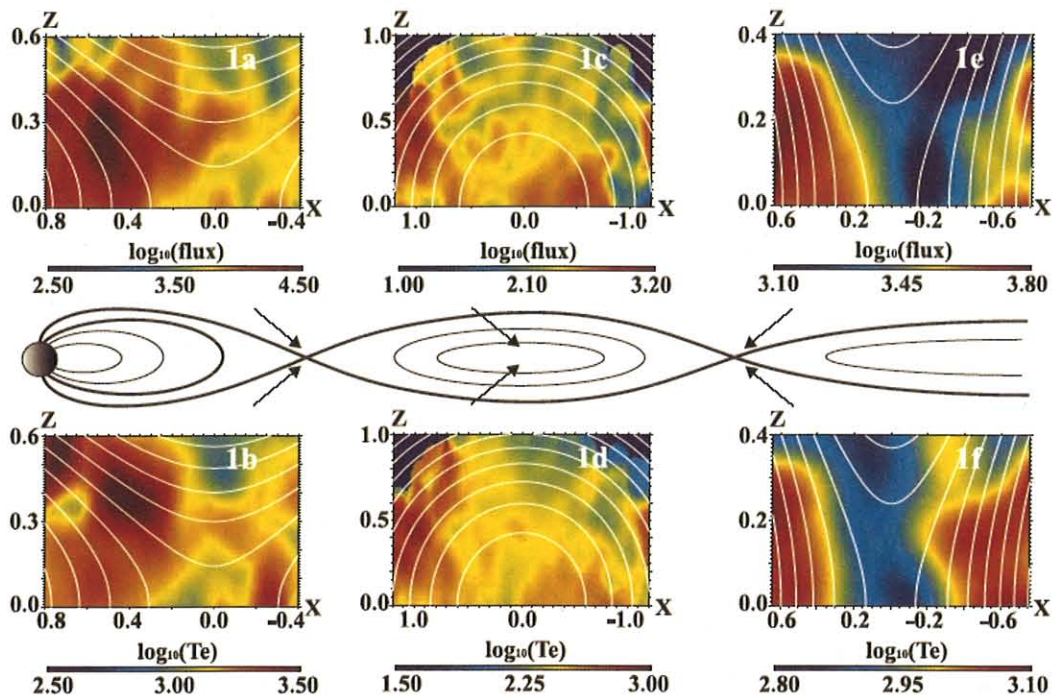 Z
0.6
0.3
0.0
0.8
0.4
0.0
-0.4
X
1a
log₁₀(flux)
2.50
3.50
4.50
Z
1.0
0.5
0.0
1.0
0.0
-1.0
X
1c
log₁₀(flux)
1.00
2.10
3.20
Z
0.4
0.2
0.0
0.6
0.2
-0.2
-0.6
X
1e
log₁₀(flux)
3.10
3.45
3.80
Z
0.6
0.3
0.0
0.8
0.4
0.0
-0.4
X
1b
log₁₀(Te)
2.50
3.00
3.50
Z
1.0
0.5
0.0
1.0
0.0
-1.0
X
1d
log₁₀(Te)
1.50
2.25
3.00
Z
0.4
0.2
0.0
0.6
0.2
-0.2
-0.6
X
1f
log₁₀(Te)
2.80
2.95
3.10